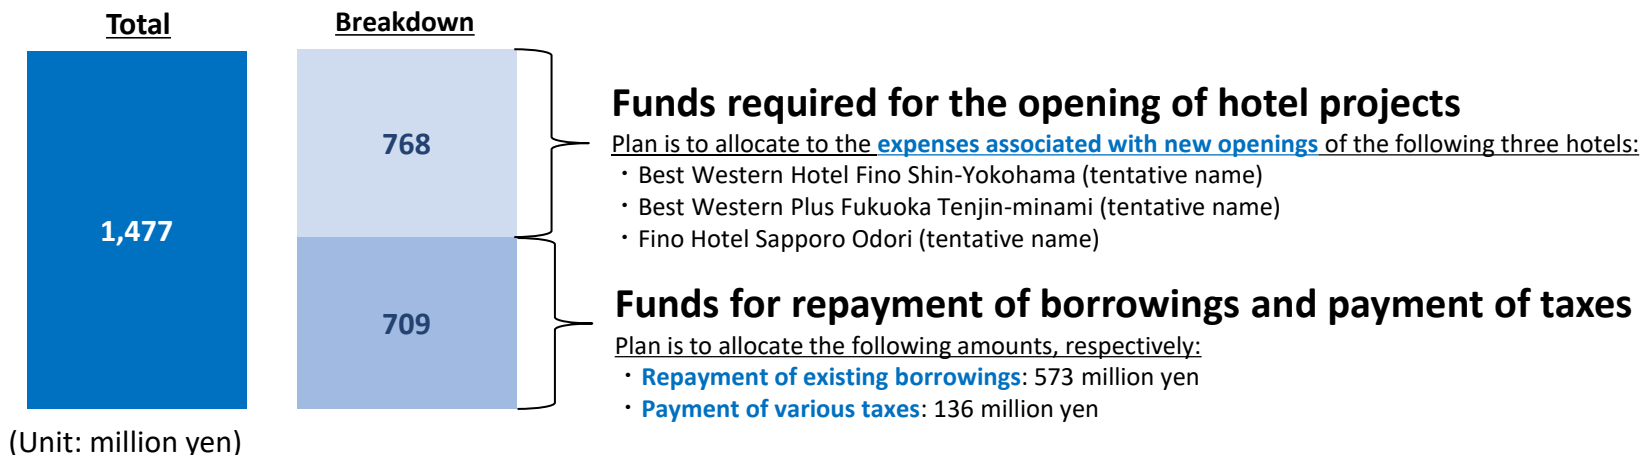 Total
Breakdown
1,477
768
709
(Unit: million yen)
Funds required for the opening of hotel projects
Plan is to allocate to the expenses associated with new openings of the following three hotels:
・Best Western Hotel Fino Shin-Yokohama (tentative name)
・Best Western Plus Fukuoka Tenjin-minami (tentative name)
・Fino Hotel Sapporo Odori (tentative name)
Funds for repayment of borrowings and payment of taxes
Plan is to allocate the following amounts, respectively:
・Repayment of existing borrowings: 573 million yen
・Payment of various taxes: 136 million yen